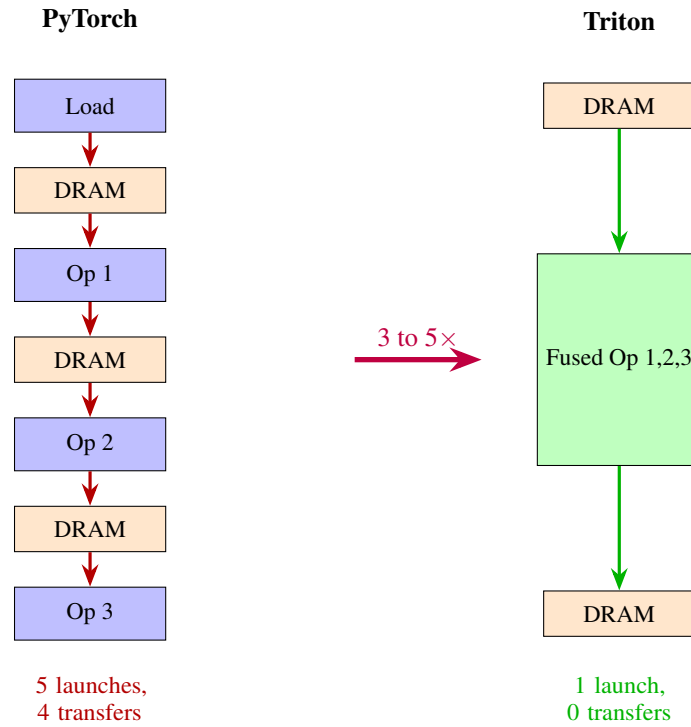 PyTorch
Load
DRAM
Op 1
DRAM
Op 2
DRAM
Op 3
5 launches,
4 transfers
3 to 5×
Triton
DRAM
Fused Op 1,2,3
DRAM
1 launch,
0 transfers